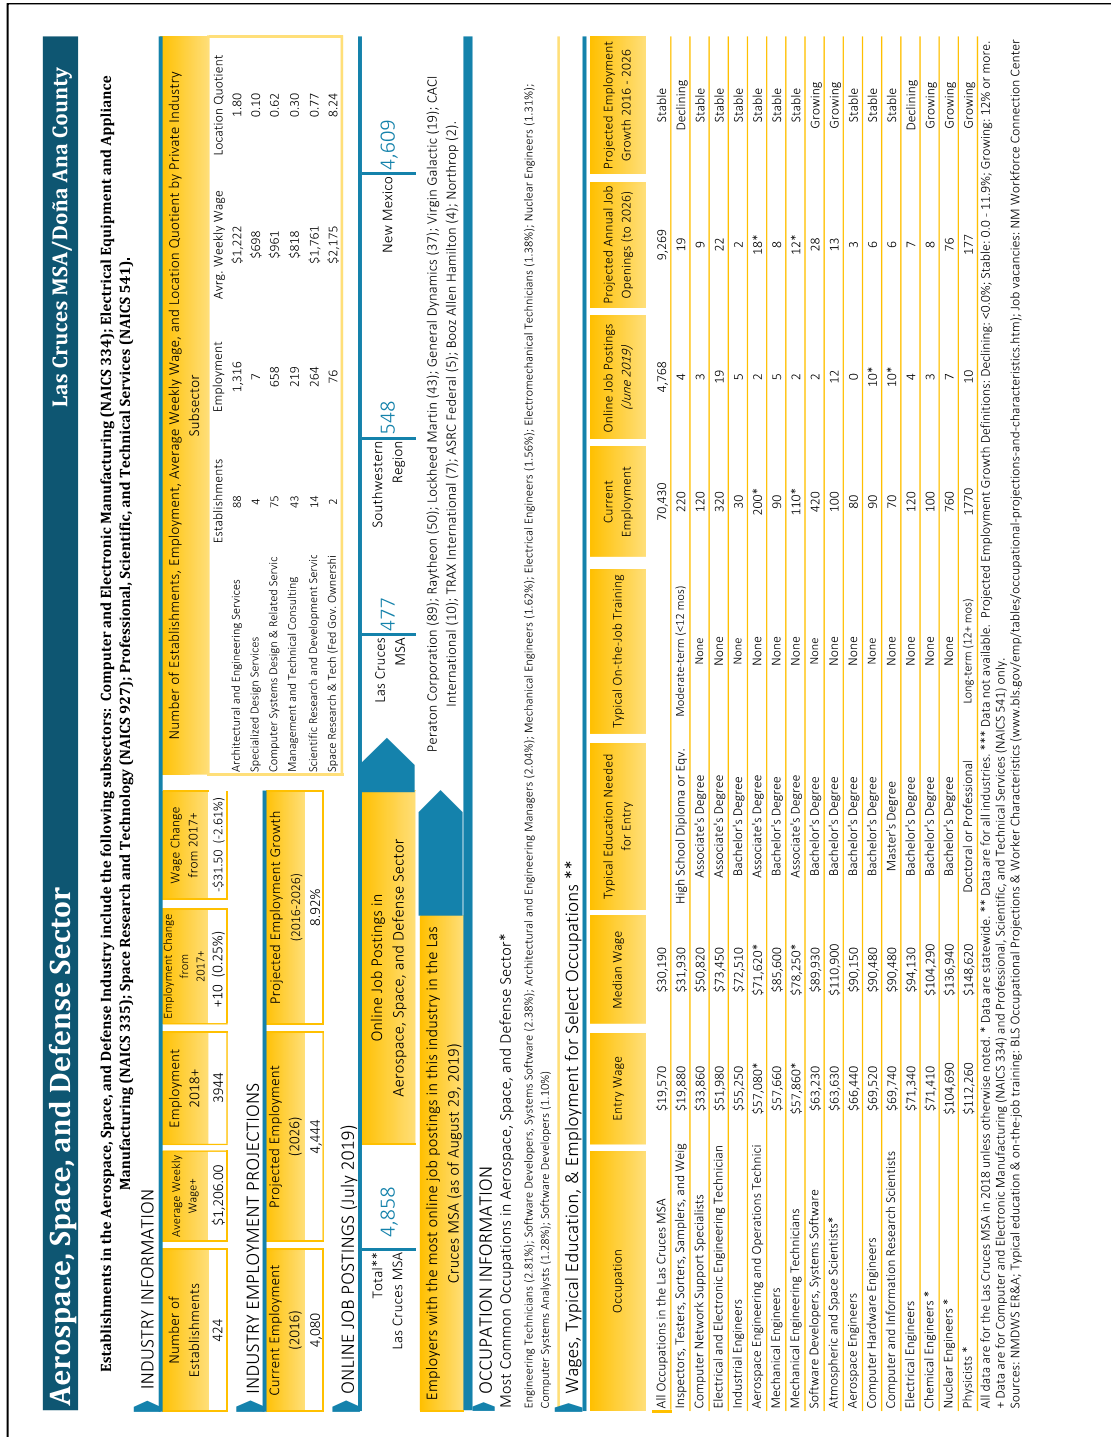 Aerospace, Space, and Defense Sector
Las Cruces MSA/Doña Ana County
Establishments in the Aerospace, Space, and Defense Industry include the following subsectors: Computer and Electronic Manufacturing (NAICS 334); Electrical Equipment and Appliance
Manufacturing (NAICS 335); Space Research and Technology (NAICS 927); Professional, Scientific, and Technical Services (NAICS 541).
INDUSTRY INFORMATION
Number of Establishments
Average Weekly Wage+
Employment 2018+
Employment Change from 2017+
Wage Change from 2017+
424
$1,206.00
3944
+10 (0.25%)
-$31.50 (-2.61%)
INDUSTRY EMPLOYMENT PROJECTIONS
Current Employment (2016)
Projected Employment (2026)
Projected Employment Growth (2016-2026)
4,080
4,444
8.92%
Number of Establishments, Employment, Average Weekly Wage, and Location Quotient by Private Industry
Subsector
Establishments Employment Avrg. Weekly Wage Location Quotient
Architectural and Engineering Services 88 1,316 $1,222 1.80
Specialized Design Services 4 7 $698 0.10
Computer Systems Design & Related Servic 75 658 $961 0.62
Management and Technical Consulting 43 219 $818 0.30
Scientific Research and Development Servic 14 264 $1,761 0.77
Space Research & Tech (Fed Gov. Ownershi 2 76 $2,175 8.24
ONLINE JOB POSTINGS (July 2019)
Total**
Las Cruces MSA
4,858
Online Job Postings in
Aerospace, Space, and Defense Sector
Las Cruces
MSA
477
Southwestern
Region
548
New Mexico
4,609
Employers with the most online job postings in this industry in the Las
Cruces MSA (as of August 29, 2019)
Peraton Corporation (89); Raytheon (50); Lockheed Martin (43); General Dynamics (37); Virgin Galactic (19); CACI
International (10); TRAX International (7); ASRC Federal (5); Booz Allen Hamilton (4); Northrop (2).
OCCUPATION INFORMATION
Most Common Occupations in Aerospace, Space, and Defense Sector*
Engineering Technicians (2.81%); Software Developers, Systems Software (2.38%); Architectural and Engineering Managers (2.04%); Mechanical Engineers (1.62%); Electrical Engineers (1.56%); Electromechanical Technicians (1.38%); Nuclear Engineers (1.31%);
Computer Systems Analysts (1.28%); Software Developers (1.10%)
Wages, Typical Education, & Employment for Select Occupations **
Occupation
Entry Wage
Median Wage
Typical Education Needed for Entry
Typical On-the-Job Training
Current Employment
Online Job Postings (June 2019)
Projected Annual Job Openings (to 2026)
Projected Employment Growth 2016 - 2026
All Occupations in the Las Cruces MSA $19,570 $30,190 70,430 4,768 9,269 Stable
Inspectors, Testers, Sorters, Samplers, and Weig $19,880 $31,930 High School Diploma or Eqv. Moderate-term (<12 mos) 220 4 19 Declining
Computer Network Support Specialists $33,860 $50,820 Associate's Degree None 120 3 9 Stable
Electrical and Electronic Engineering Technician $51,980 $73,450 Associate's Degree None 320 19 22 Stable
Industrial Engineers $55,250 $72,510 Bachelor's Degree None 30 5 2 Stable
Aerospace Engineering and Operations Technici $57,080* $71,620* Associate's Degree None 200* 2 18* Stable
Mechanical Engineers $57,660 $85,600 Bachelor's Degree None 90 5 8 Stable
Mechanical Engineering Technicians $57,860* $78,250* Associate's Degree None 110* 2 12* Stable
Software Developers, Systems Software $63,230 $89,930 Bachelor's Degree None 420 2 28 Growing
Atmospheric and Space Scientists* $63,630 $110,900 Bachelor's Degree None 100 12 13 Growing
Aerospace Engineers $66,440 $90,150 Bachelor's Degree None 80 0 3 Stable
Computer Hardware Engineers $69,520 $90,480 Bachelor's Degree None 90 10* 6 Stable
Computer and Information Research Scientists $69,740 $90,480 Master's Degree None 70 10* 6 Stable
Electrical Engineers $71,340 $94,130 Bachelor's Degree None 120 4 7 Declining
Chemical Engineers * $71,410 $104,290 Bachelor's Degree None 100 3 8 Growing
Nuclear Engineers * $104,690 $136,940 Bachelor's Degree None 760 7 76 Growing
Physicists * $112,260 $148,620 Doctoral or Professional Long-term (12+ mos) 1770 10 177 Growing
All data are for the Las Cruces MSA in 2018 unless otherwise noted. * Data are statewide. ** Data are for all industries. *** Data not available. Projected Employment Growth Definitions: Declining: <0.0%; Stable: 0.0 - 11.9%; Growing: 12% or more.
+ Data are for Computer and Electronic Manufacturing (NAICS 334) and Professional, Scientific, and Technical Services (NAICS 541) only.
Sources: NMDWS ER&A; Typical education & on-the-job training: BLS Occupational Projections & Worker Characteristics (www.bls.gov/emp/tables/occupational-projections-and-characteristics.htm); Job vacancies: NM Workforce Connection Center